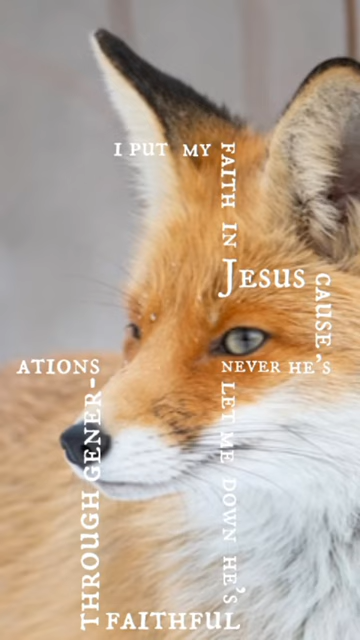 I PUT MY
FAITH IN
JESUS
CAUSE'
NEVER HE'S
LET ME DOWN HE'S
FAITHFUL
THROUGH GENER-
ATIONS